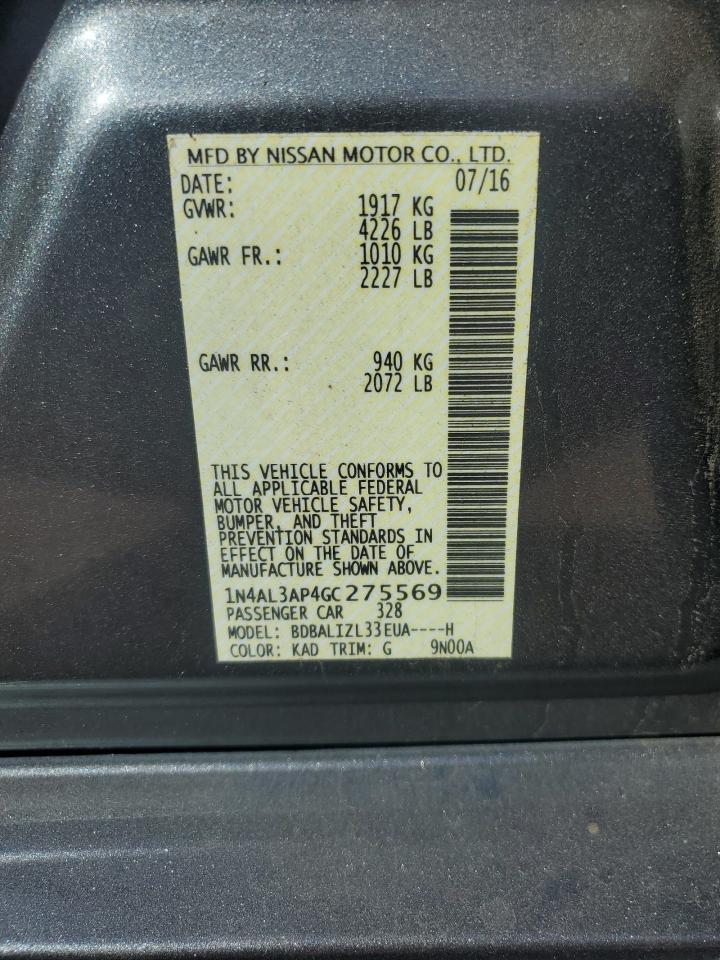 MFD BY NISSAN MOTOR CO., LTD.
DATE: 07/16
GVWR: 1917 KG
4226 LB
GAWR FR.: 1010 KG
2227 LB
GAWR RR.: 940 KG
2072 LB
THIS VEHICLE CONFORMS TO
ALL APPLICABLE FEDERAL
MOTOR VEHICLE SAFETY,
BUMPER, AND THEFT
PREVENTION STANDARDS IN
EFFECT ON THE DATE OF
MANUFACTURE SHOWN ABOVE.
1N4AL3AP4GC275569
PASSENGER CAR 328
MODEL: BDBALIZL33EUA----H
COLOR: KAD TRIM: G 9N00A